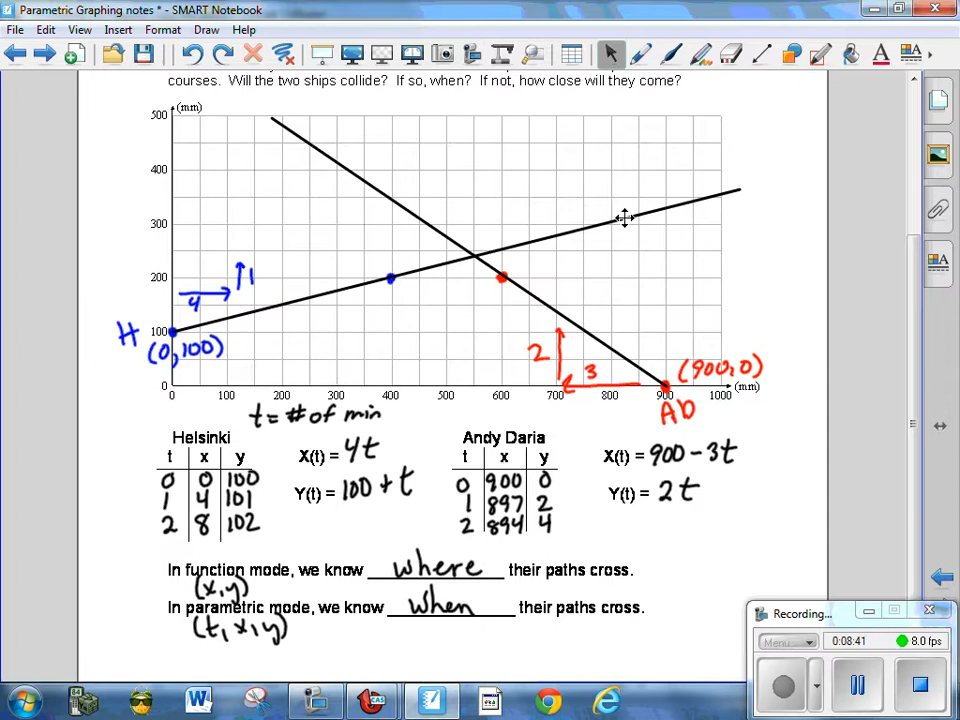 Parametric Graphing notes * - SMART Notebook
File Edit View Insert Format Draw Help
courses. Will the two ships collide? If so, when? If not, how close will they come?
500 (mm)
400
300
200
100
0
4 1
H (0,100)
2 3
(900,0)
AD
0 100 200 300 400 500 600 700 800 900 1000 (mm)
t = # of min
Helsinki
t x y
0 0 100
1 4 101
2 8 102
X(t) = 4t
Y(t) = 100 + t
Andy Daria
t x y
0 900 0
1 897 2
2 894 4
X(t) = 900 - 3t
Y(t) = 2t
In function mode, we know where their paths cross.
(x,y)
In parametric mode, we know when their paths cross.
(t,x,y)
Recording...
Menu 0:08:41 8.0 fps
CAS